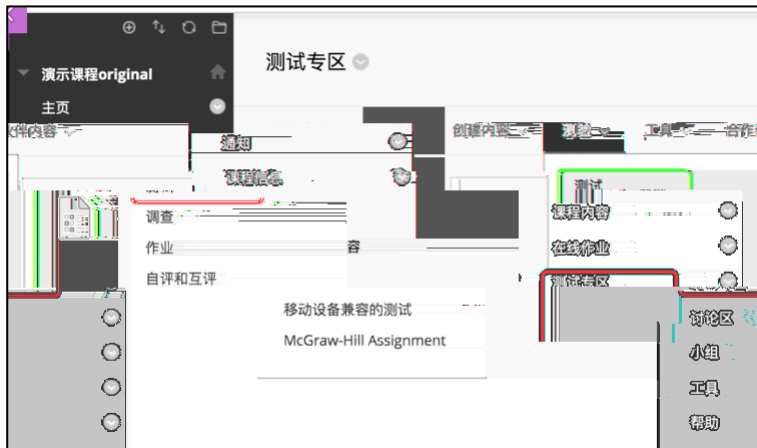 测试专区
演示课程original
主页
伴内容
通知
创建内容
测验
工具
合作
课程信息
测试
课程内容
调查
作业
容
在线作业
自评和互评
测试专区
移动设备兼容的测试
讨论区
McGraw-Hill Assignment
小组
工具
帮助